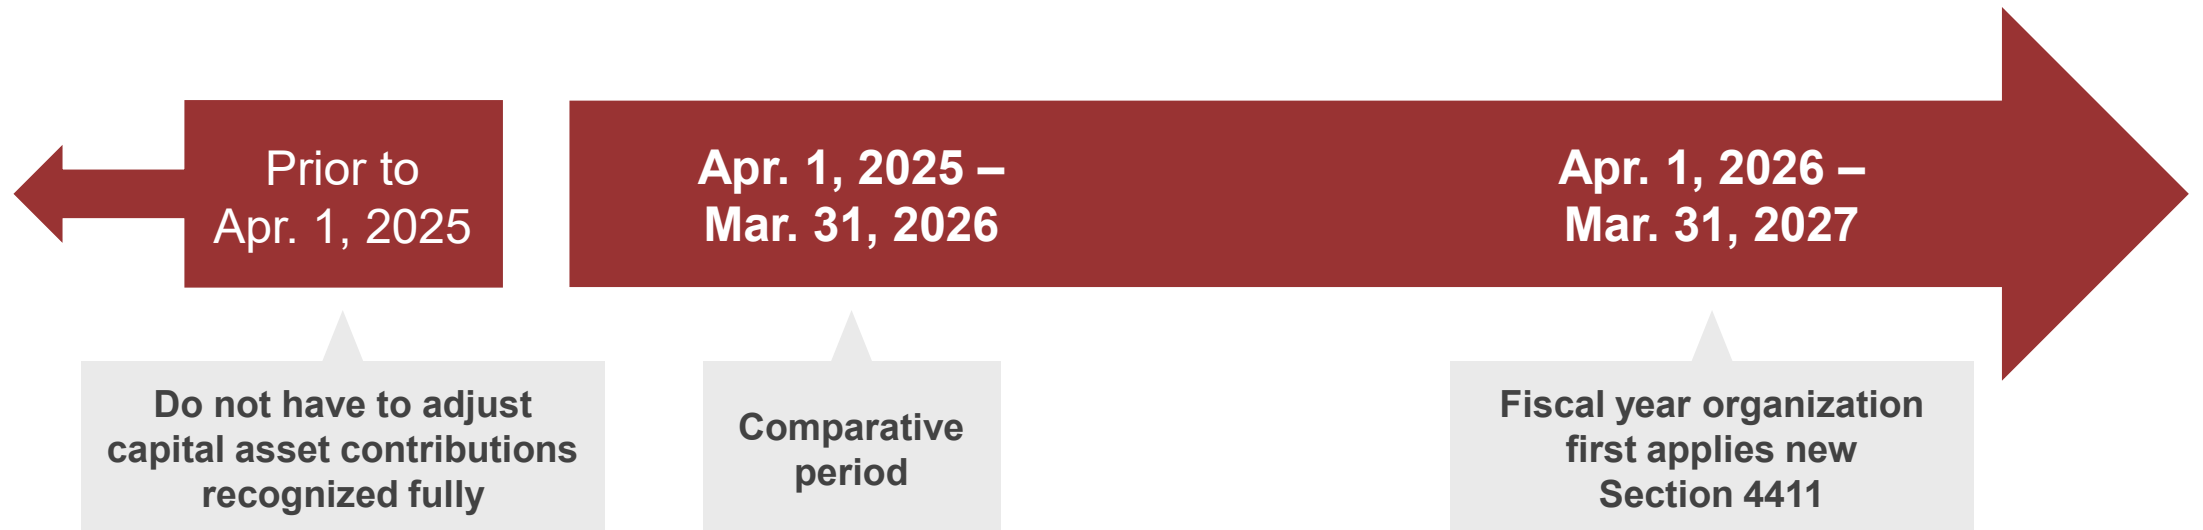 Prior to
Apr. 1, 2025
Apr. 1, 2025 –
Mar. 31, 2026
Apr. 1, 2026 –
Mar. 31, 2027
Do not have to adjust
capital asset contributions
recognized fully
Comparative
period
Fiscal year organization
first applies new
Section 4411